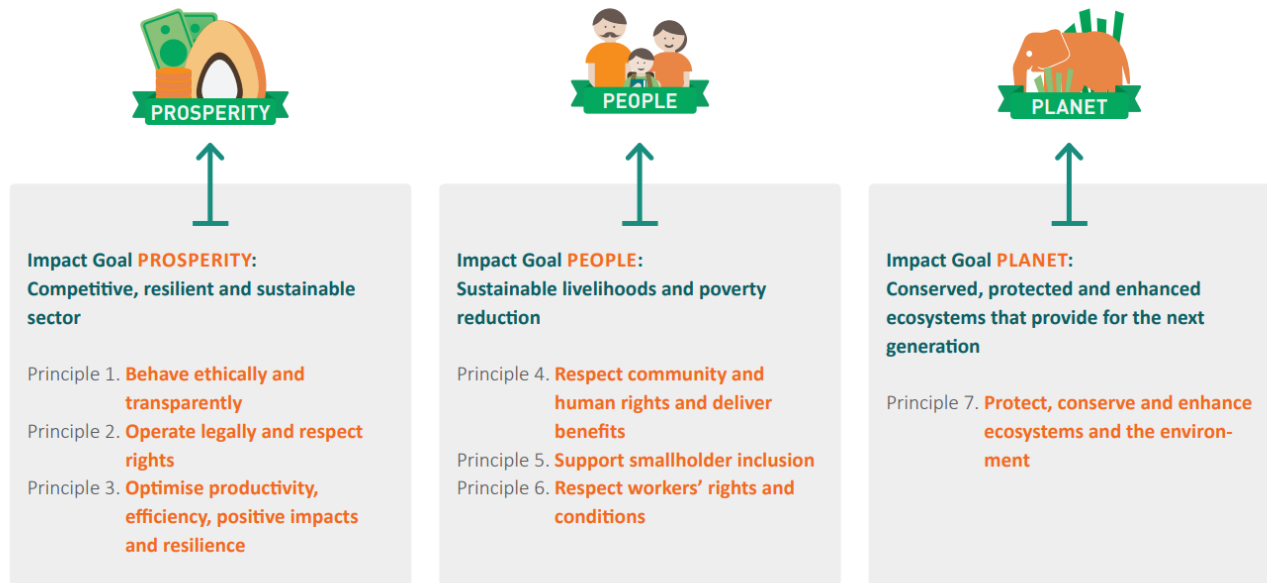 PROSPERITY
PEOPLE
PLANET
Impact Goal PROSPERITY:
Competitive, resilient and sustainable
sector
Principle 1. Behave ethically and
transparently
Principle 2. Operate legally and respect
rights
Principle 3. Optimise productivity,
efficiency, positive impacts
and resilience
Impact Goal PEOPLE:
Sustainable livelihoods and poverty
reduction
Principle 4. Respect community and
human rights and deliver
benefits
Principle 5. Support smallholder inclusion
Principle 6. Respect workers’ rights and
conditions
Impact Goal PLANET:
Conserved, protected and enhanced
ecosystems that provide for the next
generation
Principle 7. Protect, conserve and enhance
ecosystems and the environ-
ment